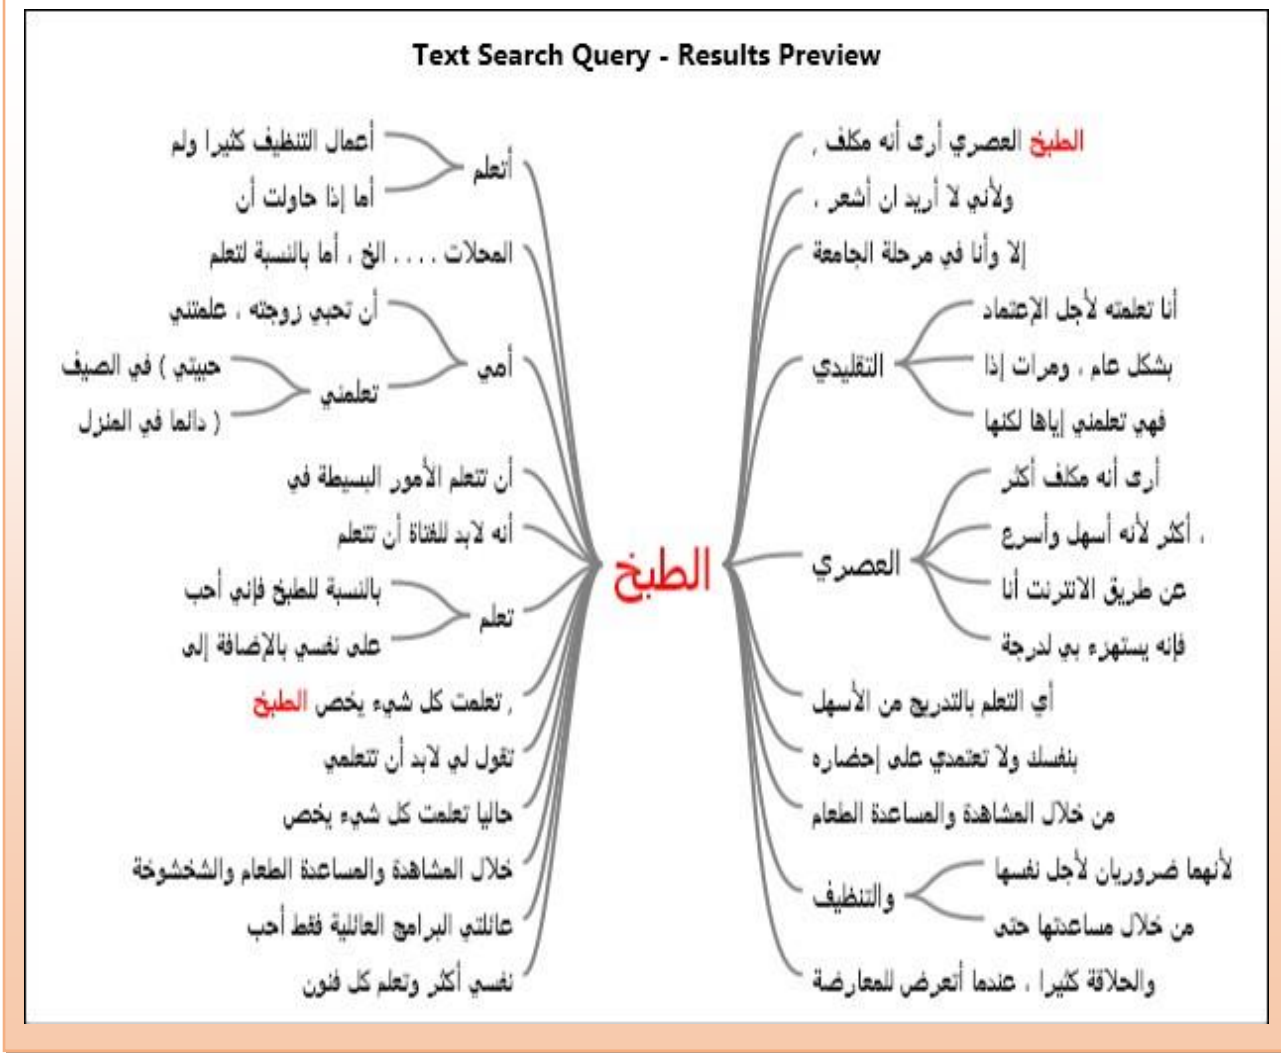 Text Search Query - Results Preview
الطبخ العصري أرى أنه مكلف ,
ولأني لا أريد ان أشعر ،
إلا وأنا في مرحلة الجامعة
التقليدي
أنا تعلمته لأجل الإعتماد
بشكل عام ، ومرات إذا
فهي تعلمني إياها لكنها
العصري
أرى أنه مكلف أكثر
، أكثر لأنه أسهل وأسرع
عن طريق الانترنت أنا
فإنه يستهزء بي لدرجة
أي التعلم بالتدريج من الأسهل
بنفسك ولا تعتمدي على إحضاره
من خلال المشاهدة والمساعدة الطعام
والتنظيف
لأنهما ضروريان لأجل نفسها
من خلال مساعدتها حتى
والحلاقة كثيرا ، عندما أتعرض للمعارضة
الطبخ
أتعلم
أعمال التنظيف كثيرا ولم
أما إذا حاولت أن
المحلات . . . . الخ ، أما بالنسبة لتعلم
أمي
أن تحبي زوجته ، علمتني
تعلمني
حبيتي ) في الصيف
( دائما في المنزل
أن تتعلم الأمور البسيطة في
أنه لابد للفتاة أن تتعلم
تعلم
بالنسبة للطبخ فإني أحب
على نفسي بالإضافة إلى
, تعلمت كل شيء يخص الطبخ
تقول لي لابد أن تتعلمي
حاليا تعلمت كل شيء يخص
خلال المشاهدة والمساعدة الطعام والشخشوخة
عائلتي البرامج العائلية فقط أحب
نفسي أكثر وتعلم كل فنون